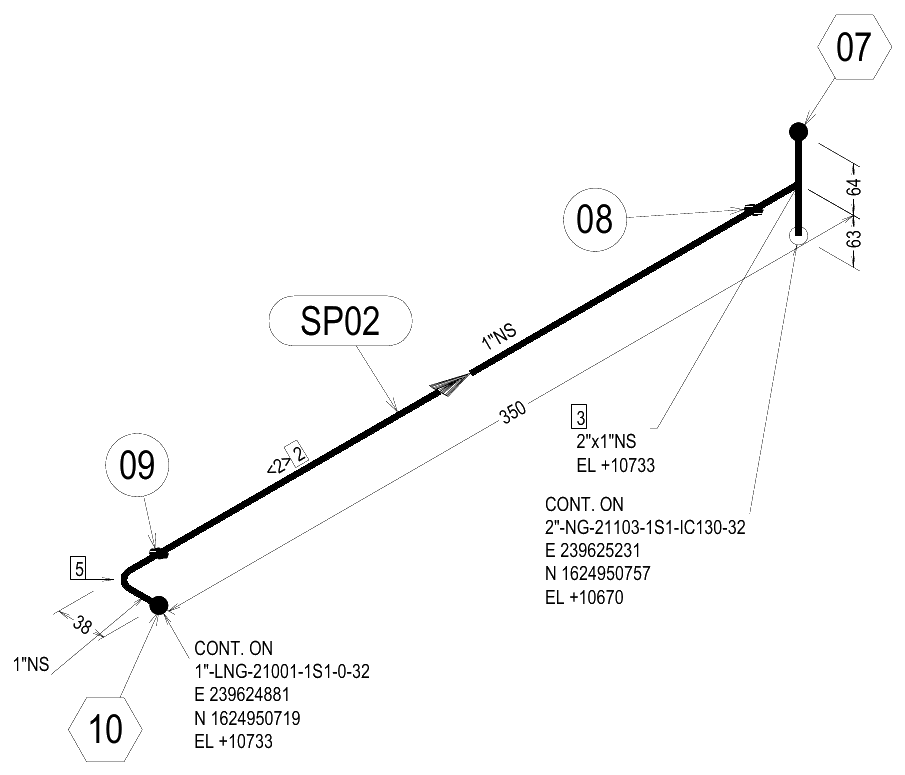 07
64
08
63
SP02
1"NS
350
3
2"x1"NS
EL +10733
<2> 2
09
CONT. ON
2"-NG-21103-1S1-IC130-32
E 239625231
N 1624950757
EL +10670
5
38
1"NS
CONT. ON
1"-LNG-21001-1S1-0-32
E 239624881
N 1624950719
EL +10733
10